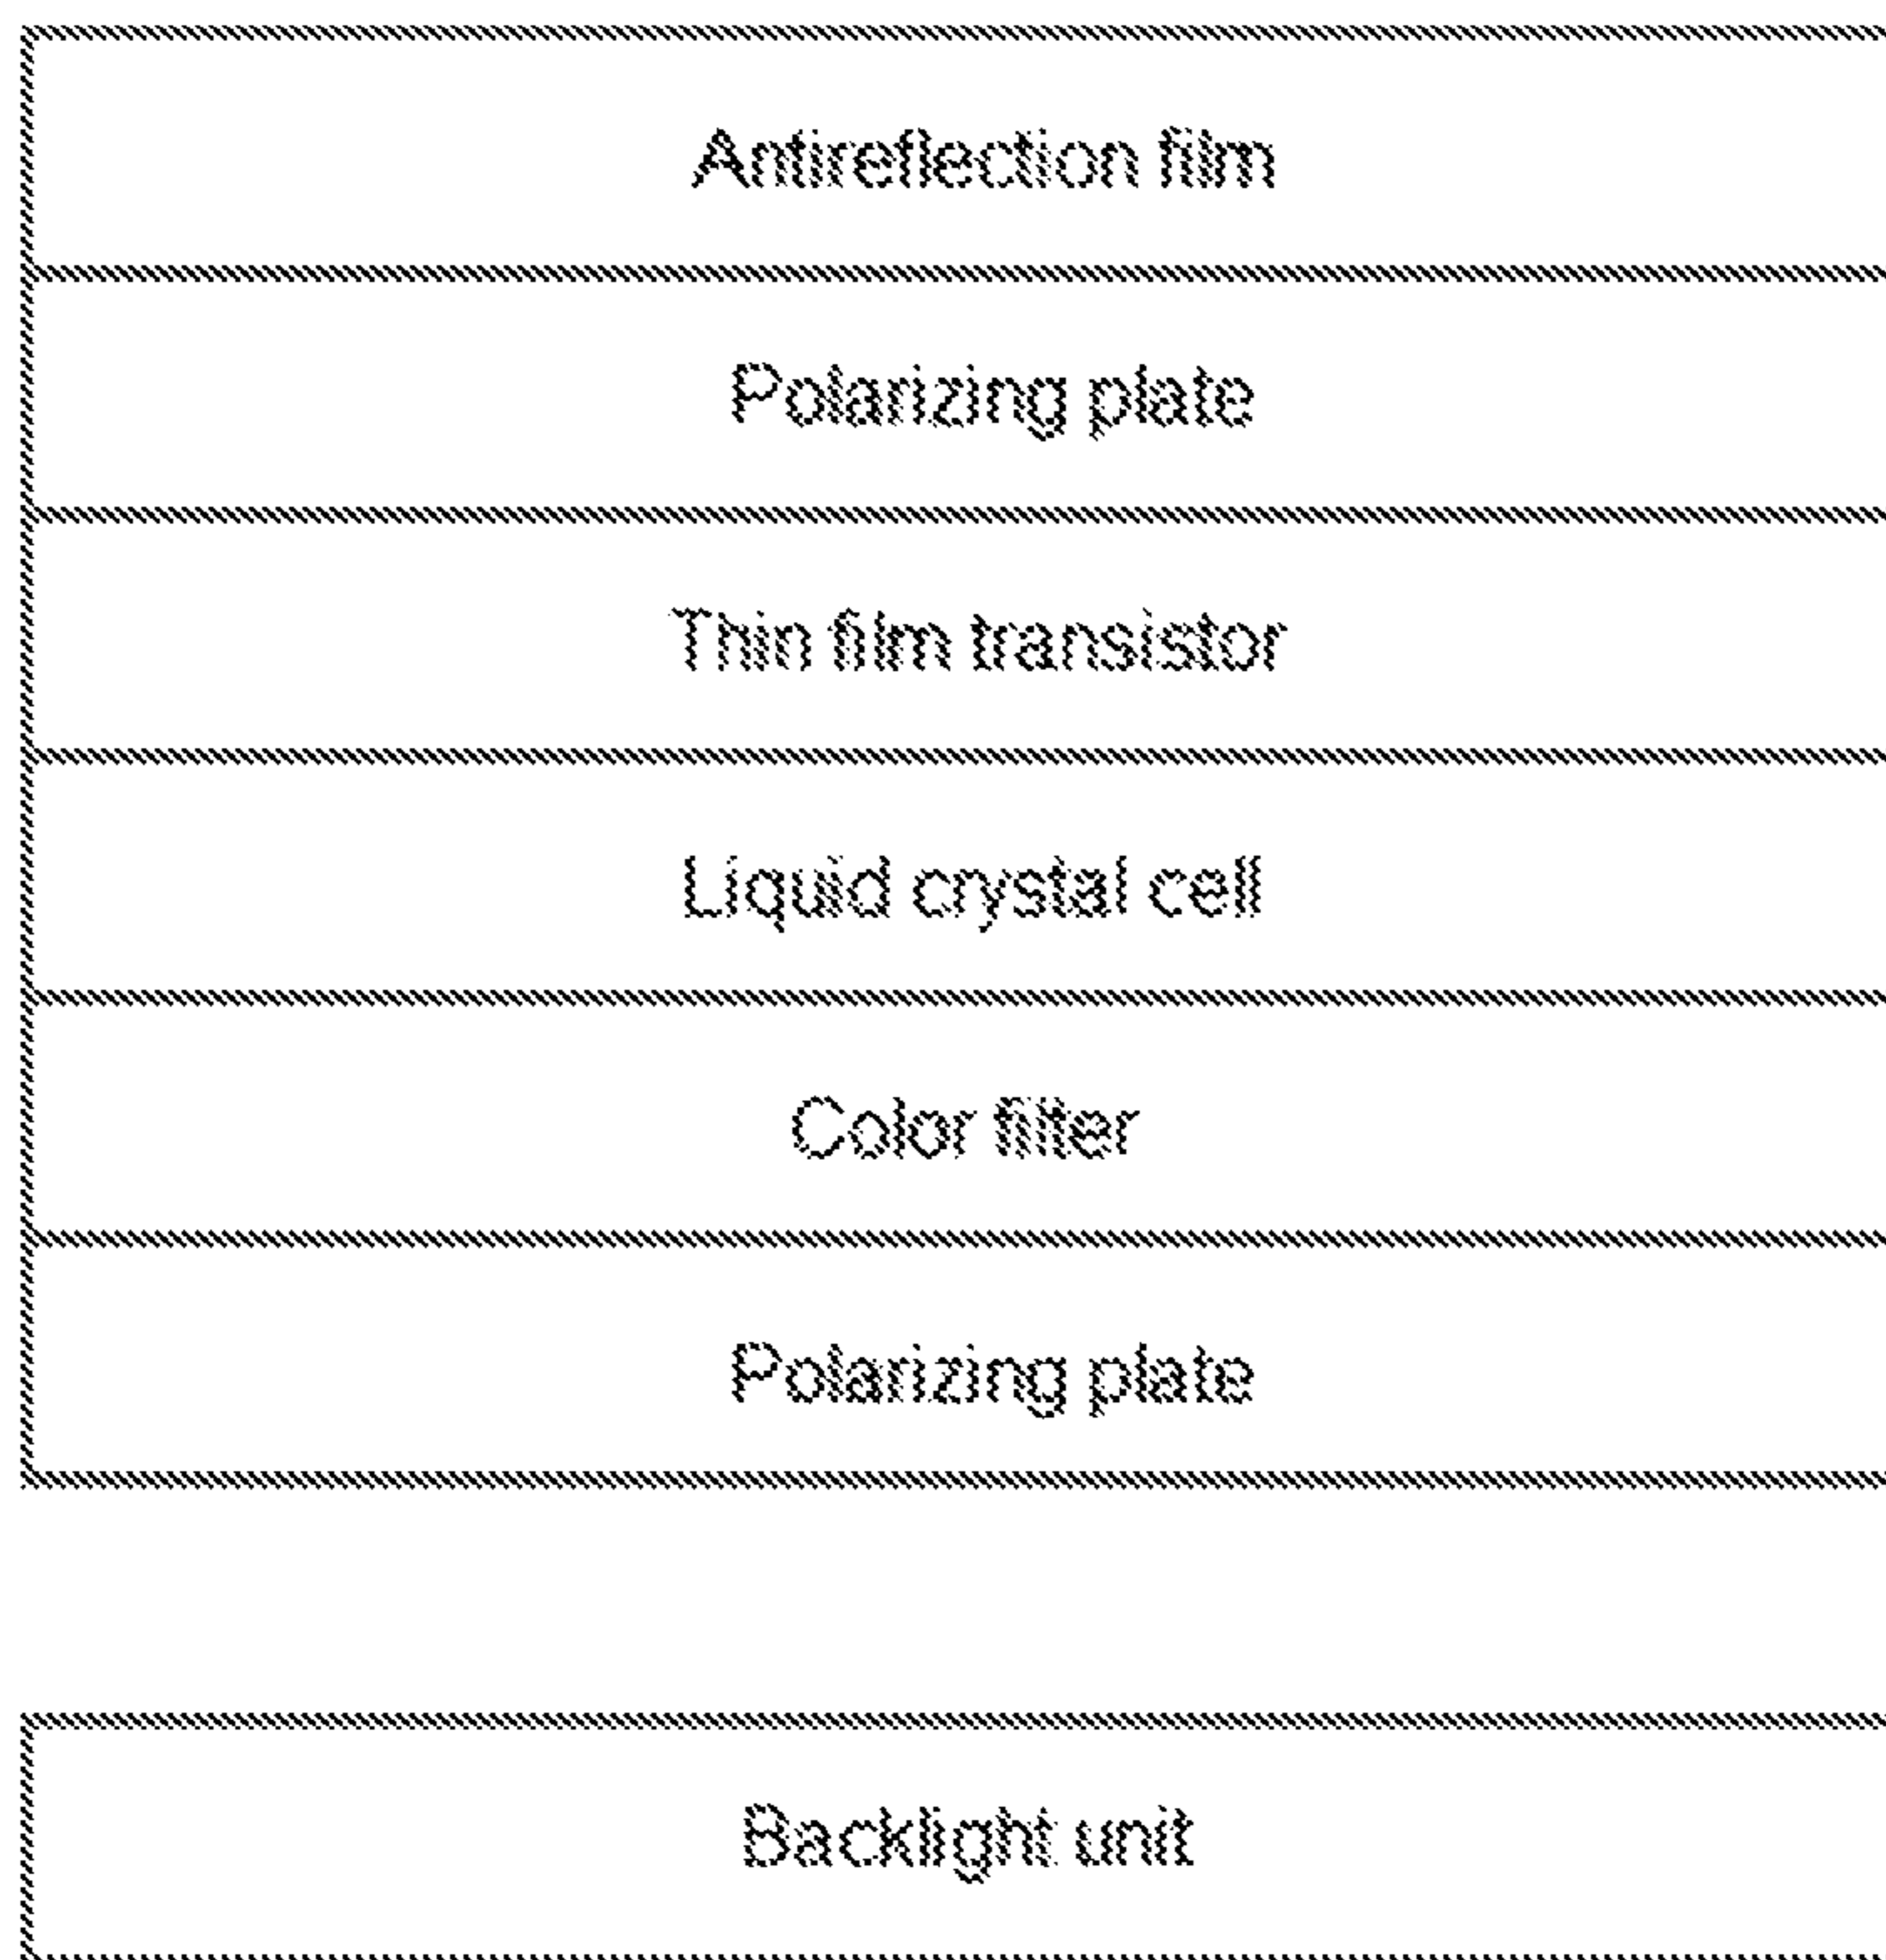 Antireflection film
Polarizing plate
Thin film transistor
Liquid crystal cell
Color filter
Polarizing plate
Backlight unit